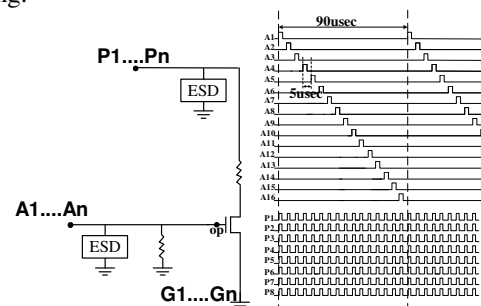 ng.
90usec
P1....Pn
ESD
A1....An
ESD
op
G1....Gn
A1
A2
A3
A4
A5
5usec
A6
A7
A8
A9
A10
A11
A12
A13
A14
A15
A16
P1
P2
P3
P4
P5
P6
P7
P8